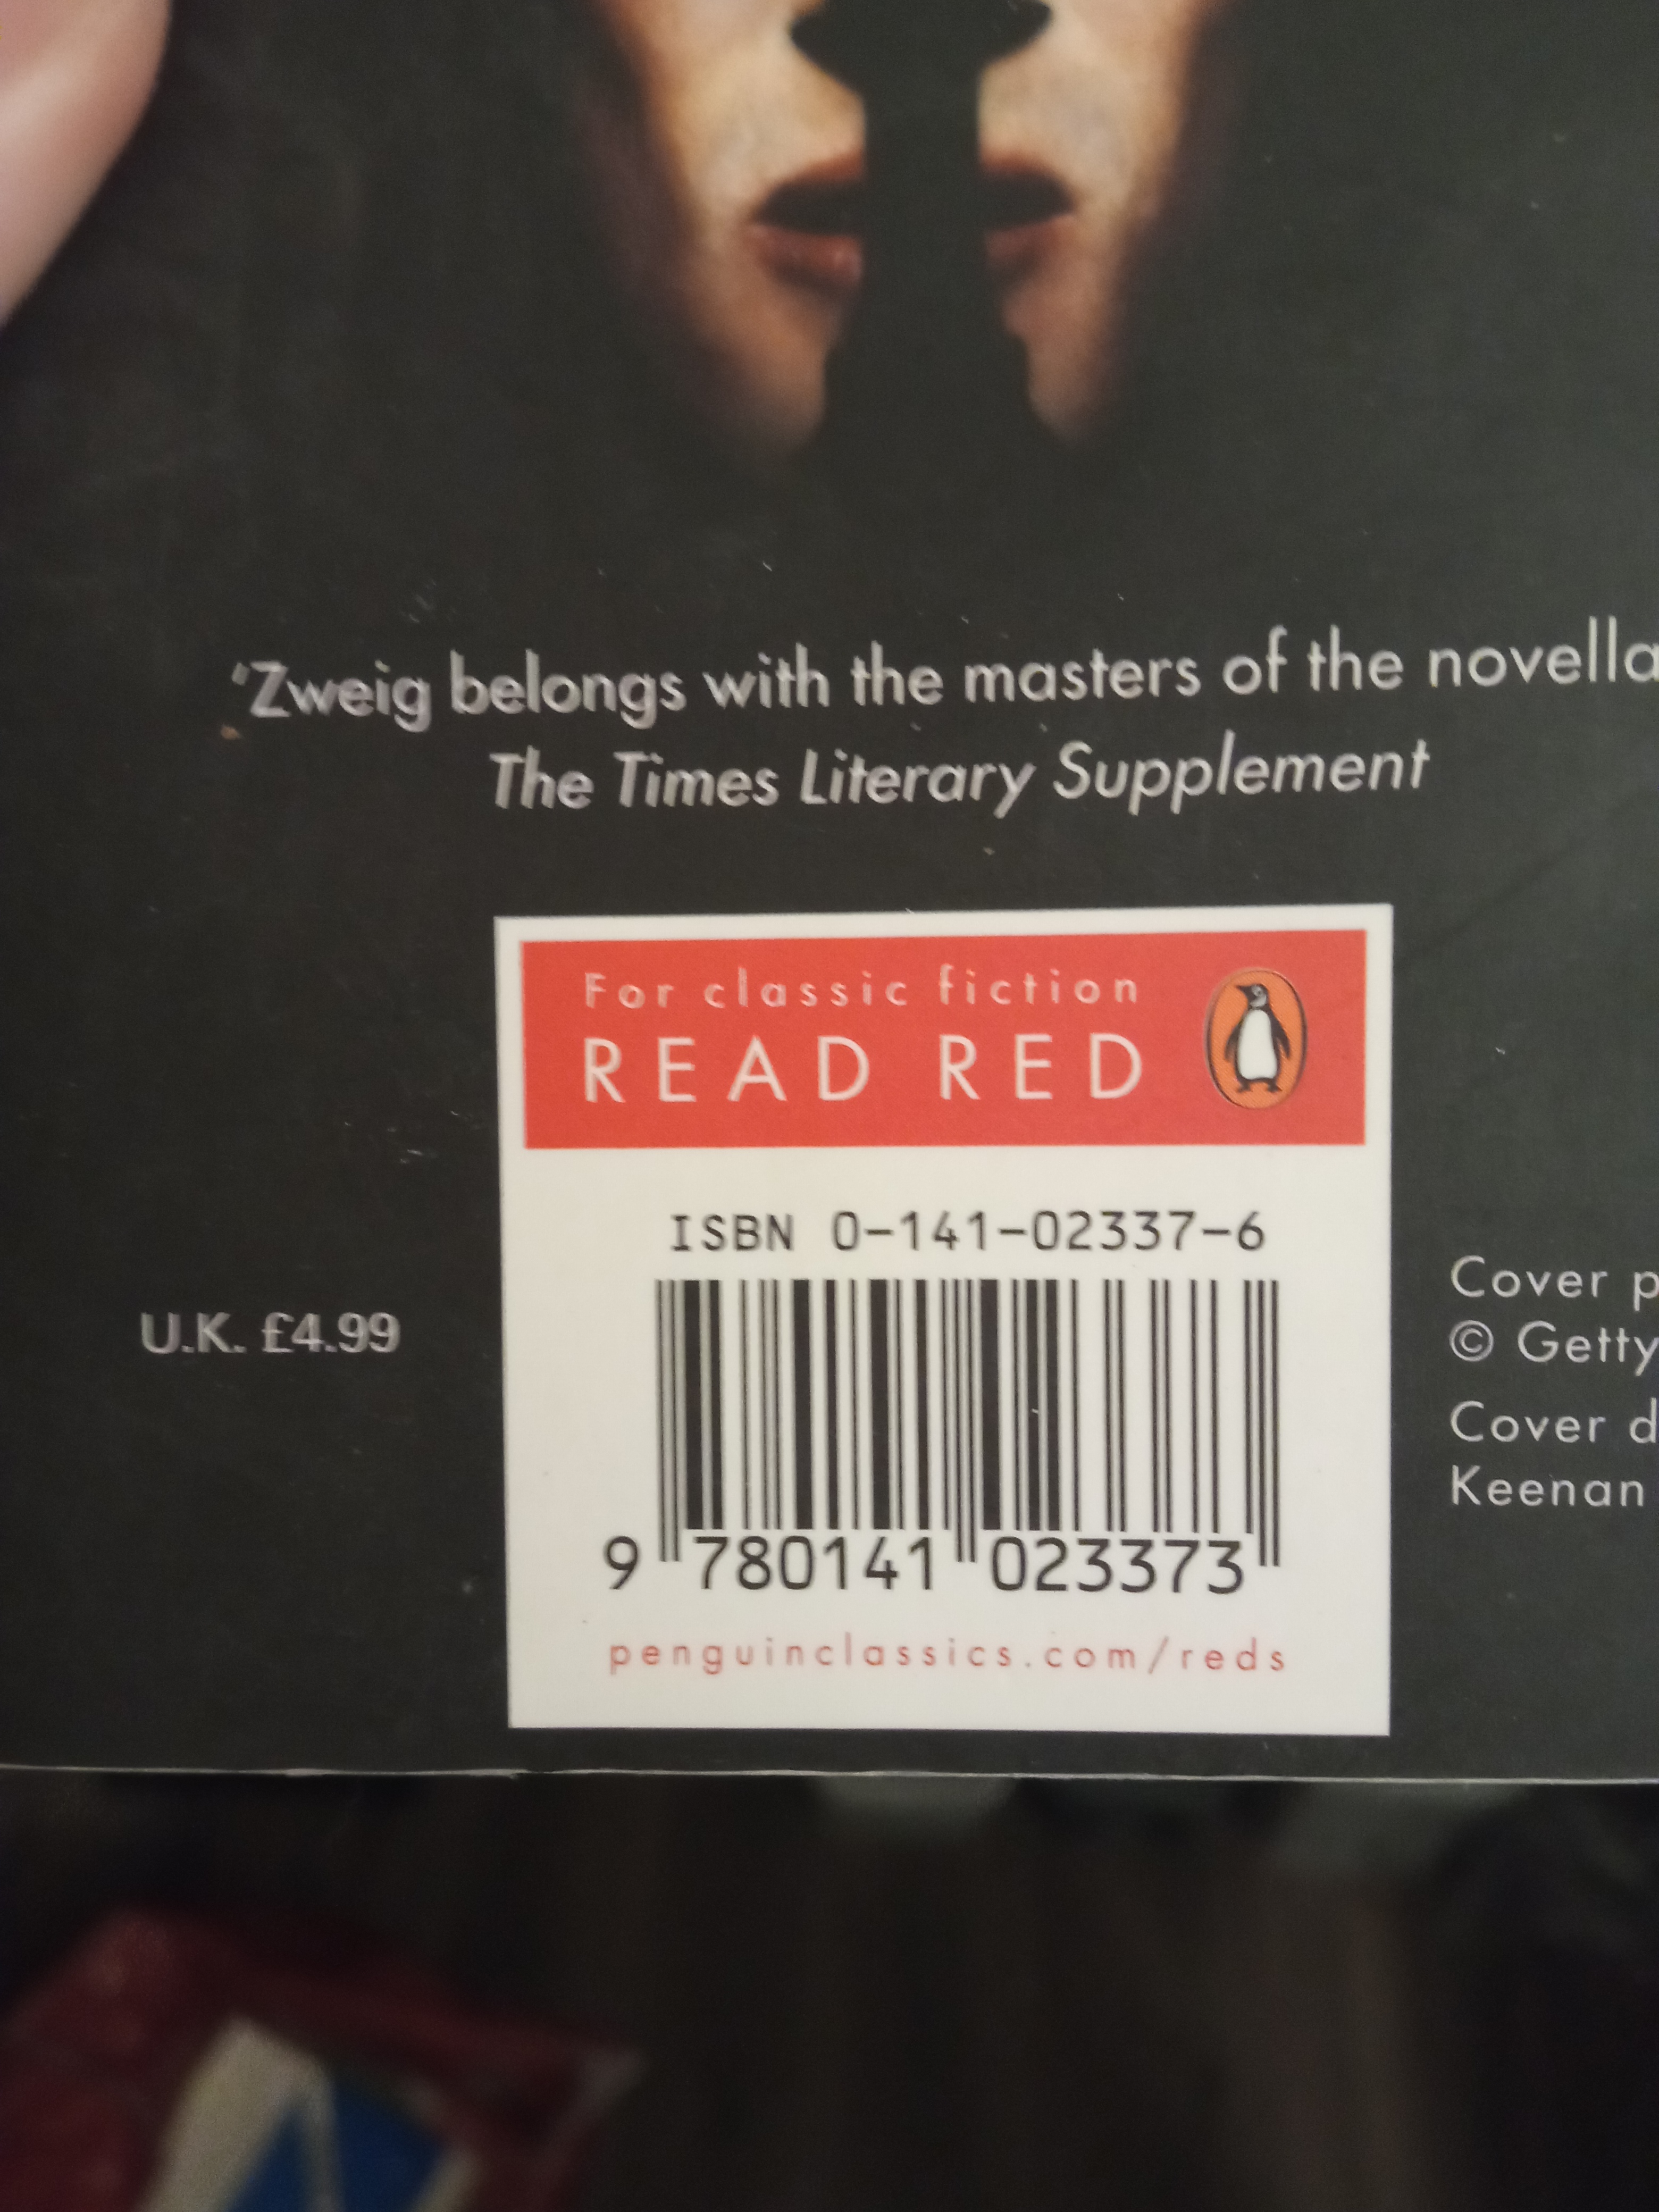 'Zweig belongs with the masters of the novella
The Times Literary Supplement
For classic fiction
READ RED
ISBN 0-141-02337-6
9 780141 023373
penguinclassics.com/reds
U.K. £4.99
Cover p
© Getty
Cover d
Keenan